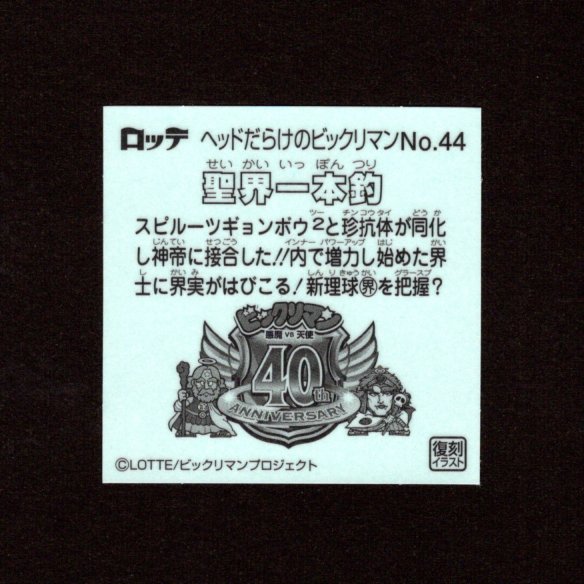 ロッテ ヘッドだらけのビックリマンNo.44
せい かい いっ ぽん つり
聖界一本釣
ツー チンコウタイ どうか
スピルーツギョンボウ2と珍抗体が同化
じんてい せつごう インナー パワーアップ はじ かい
し神帝に接合した!!内で増力し始めた界
し かいみ しんりきゅうかい グラースプ
士に界実がはびこる!新理球界を把握?
ビックリマン
悪魔VS天使
40th
ANNIVERSARY
復刻
イラスト
©LOTTE/ビックリマンプロジェクト